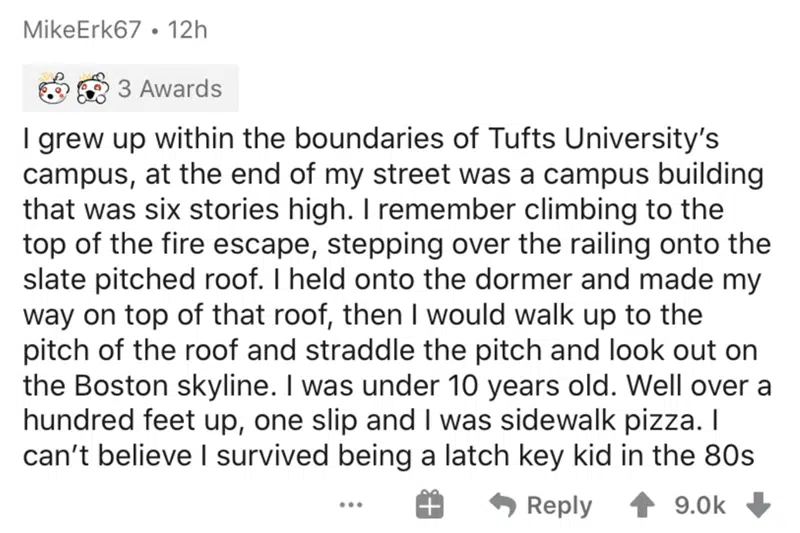 MikeErk67 • 12h
3 Awards
I grew up within the boundaries of Tufts University’s
campus, at the end of my street was a campus building
that was six stories high. I remember climbing to the
top of the fire escape, stepping over the railing onto the
slate pitched roof. I held onto the dormer and made my
way on top of that roof, then I would walk up to the
pitch of the roof and straddle the pitch and look out on
the Boston skyline. I was under 10 years old. Well over a
hundred feet up, one slip and I was sidewalk pizza. I
can’t believe I survived being a latch key kid in the 80s
... Reply 9.0k